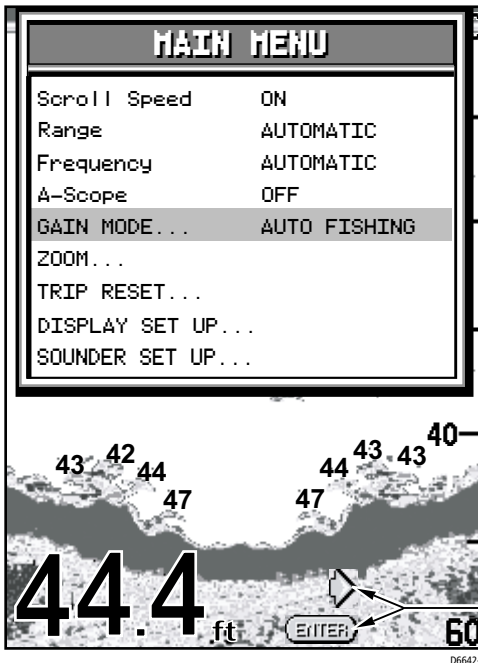 MAIN MENU
Scroll Speed ON
Range AUTOMATIC
Frequency AUTOMATIC
A-Scope OFF
GAIN MODE... AUTO FISHING
ZOOM...
TRIP RESET...
DISPLAY SET UP...
SOUNDER SET UP...
40
43 42 44 47 47 44 43 43
44.4 ft
ENTER
60